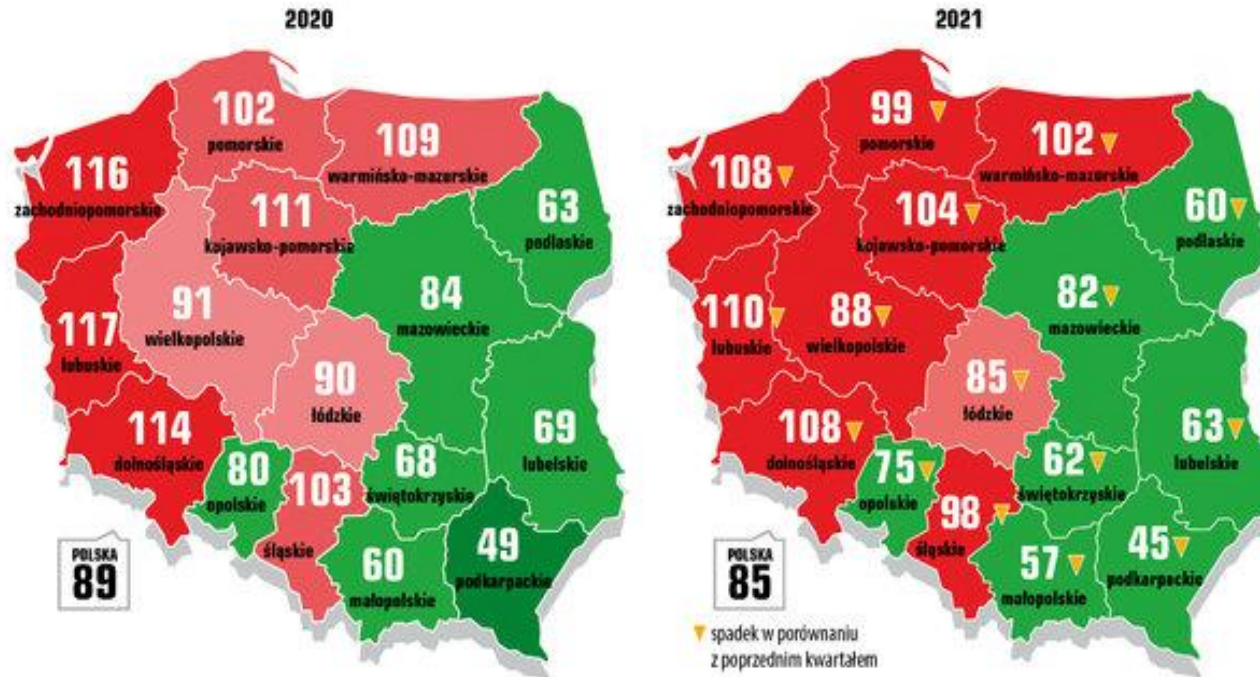 2020
102
pomorskie
109
warmińsko-mazurskie
116
zachodniopomorskie
111
kujawsko-pomorskie
63
podlaskie
91
wielkopolskie
84
mazowieckie
117
lubuskie
90
łódzkie
114
dolnośląskie
80
opolskie
103
śląskie
68
świętokrzyskie
69
lubelskie
60
małopolskie
49
podkarpackie
POLSKA
89
2021
99
pomorskie
102
warmińsko-mazurskie
108
zachodniopomorskie
104
kujawsko-pomorskie
60
podlaskie
110
lubuskie
88
wielkopolskie
82
mazowieckie
85
łódzkie
108
dolnośląskie
75
opolskie
98
śląskie
62
świętokrzyskie
63
lubelskie
57
małopolskie
45
podkarpackie
POLSKA
85
spadek w porównaniu
z poprzednim kwartałem